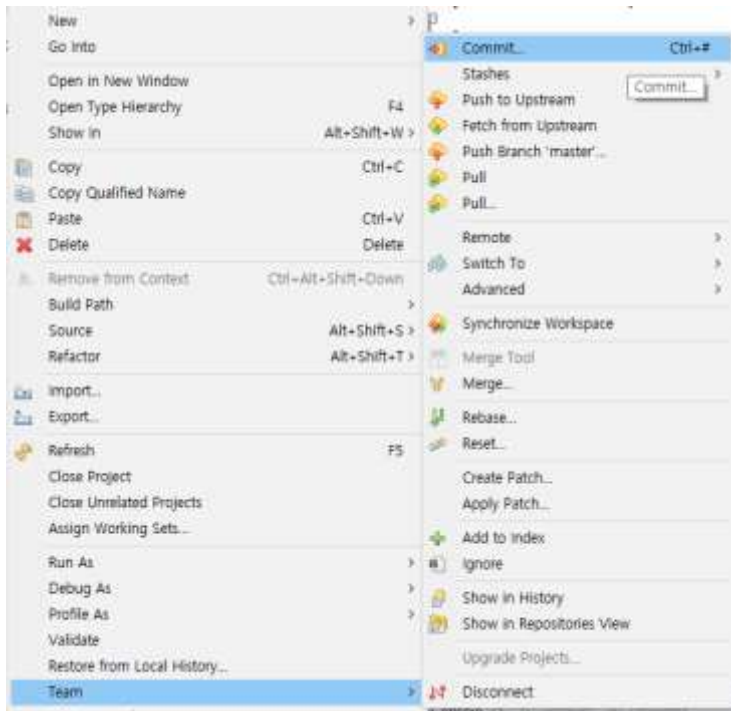 New >
Go Into
Open in New Window
Open Type Hierarchy F4
Show In Alt+Shift+W >
Copy Ctrl+C
Copy Qualified Name
Paste Ctrl+V
Delete Delete
Remove from Context Ctrl+Alt+Shift+Down
Build Path >
Source Alt+Shift+S >
Refactor Alt+Shift+T >
Import...
Export...
Refresh F5
Close Project
Close Unrelated Projects
Assign Working Sets...
Run As >
Debug As >
Profile As >
Validate
Restore from Local History...
Team >
Commit... Ctrl+#
Stashes >
Commit...
Push to Upstream
Fetch from Upstream
Push Branch 'master'...
Pull
Pull...
Remote >
Switch To >
Advanced >
Synchronize Workspace
Merge Tool
Merge...
Rebase...
Reset...
Create Patch...
Apply Patch...
Add to Index
Ignore
Show in History
Show in Repositories View
Upgrade Projects...
Disconnect